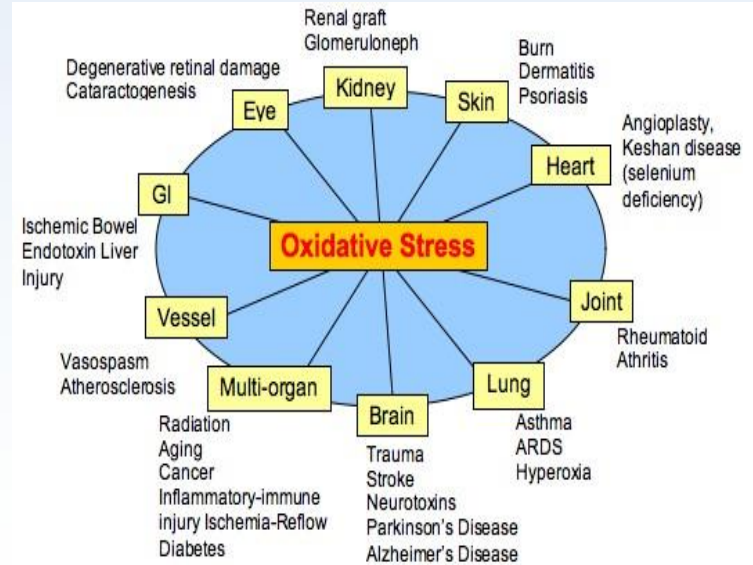 Renal graft
Glomeruloneph
Kidney
Burn
Dermatitis
Psoriasis
Skin
Angioplasty,
Keshan disease
(selenium
deficiency)
Heart
Joint
Rheumatoid
Athritis
Lung
Asthma
ARDS
Hyperoxia
Brain
Trauma
Stroke
Neurotoxins
Parkinson's Disease
Alzheimer's Disease
Multi-organ
Radiation
Aging
Cancer
Inflammatory-immune
injury Ischemia-Reflow
Diabetes
Vessel
Vasospasm
Atherosclerosis
GI
Ischemic Bowel
Endotoxin Liver
Injury
Eye
Degenerative retinal damage
Cataractogenesis
Oxidative Stress